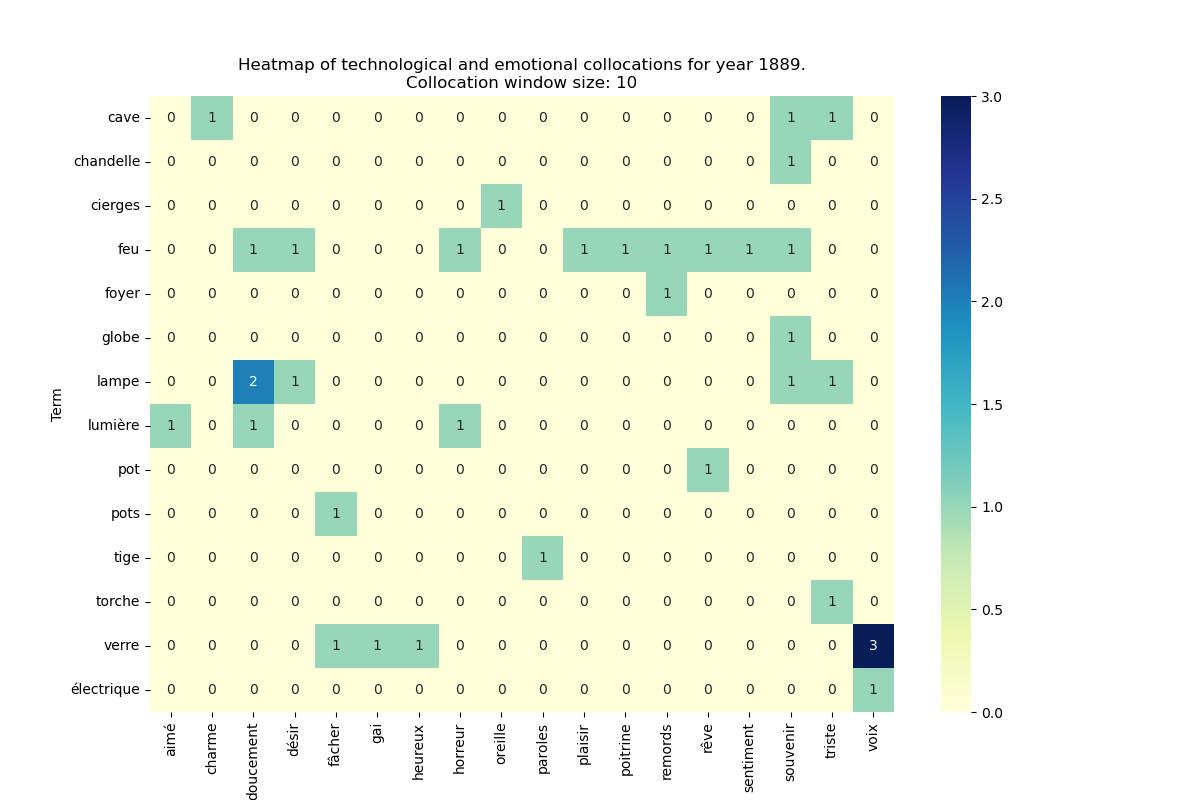 Heatmap of technological and emotional collocations for year 1889.
Collocation window size: 10
Term
cave 0 1 0 0 0 0 0 0 0 0 0 0 0 0 0 1 1 0
chandelle 0 0 0 0 0 0 0 0 0 0 0 0 0 0 0 1 0 0
cierges 0 0 0 0 0 0 0 0 1 0 0 0 0 0 0 0 0 0
feu 0 0 1 1 0 0 0 1 0 0 1 1 1 1 1 1 0 0
foyer 0 0 0 0 0 0 0 0 0 0 0 0 1 0 0 0 0 0
globe 0 0 0 0 0 0 0 0 0 0 0 0 0 0 0 1 0 0
lampe 0 0 2 1 0 0 0 0 0 0 0 0 0 0 0 1 1 0
lumière 1 0 1 0 0 0 0 1 0 0 0 0 0 0 0 0 0 0
pot 0 0 0 0 0 0 0 0 0 0 0 0 0 1 0 0 0 0
pots 0 0 0 0 1 0 0 0 0 0 0 0 0 0 0 0 0 0
tige 0 0 0 0 0 0 0 0 0 1 0 0 0 0 0 0 0 0
torche 0 0 0 0 0 0 0 0 0 0 0 0 0 0 0 0 1 0
verre 0 0 0 0 1 1 1 0 0 0 0 0 0 0 0 0 0 3
électrique 0 0 0 0 0 0 0 0 0 0 0 0 0 0 0 0 0 1
aimé charme doucement désir fâcher gai heureux horreur oreille paroles plaisir poitrine remords rêve sentiment souvenir triste voix
3.0
2.5
2.0
1.5
1.0
0.5
0.0